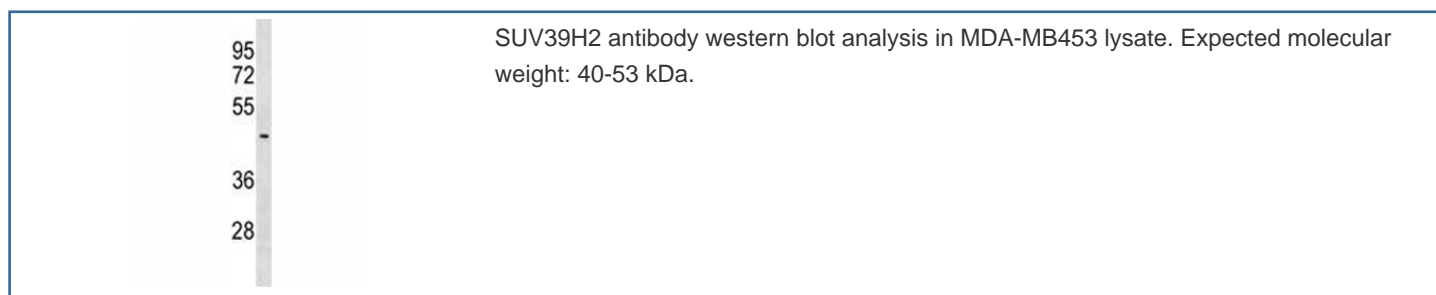 95
72
55
36
28
SUV39H2 antibody western blot analysis in MDA-MB453 lysate. Expected molecular
weight: 40-53 kDa.